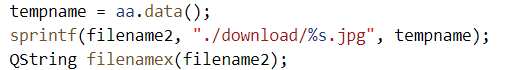 tempname = aa.data();
sprintf(filename2, "./download/%s.jpg", tempname);
QString filenamex(filename2);